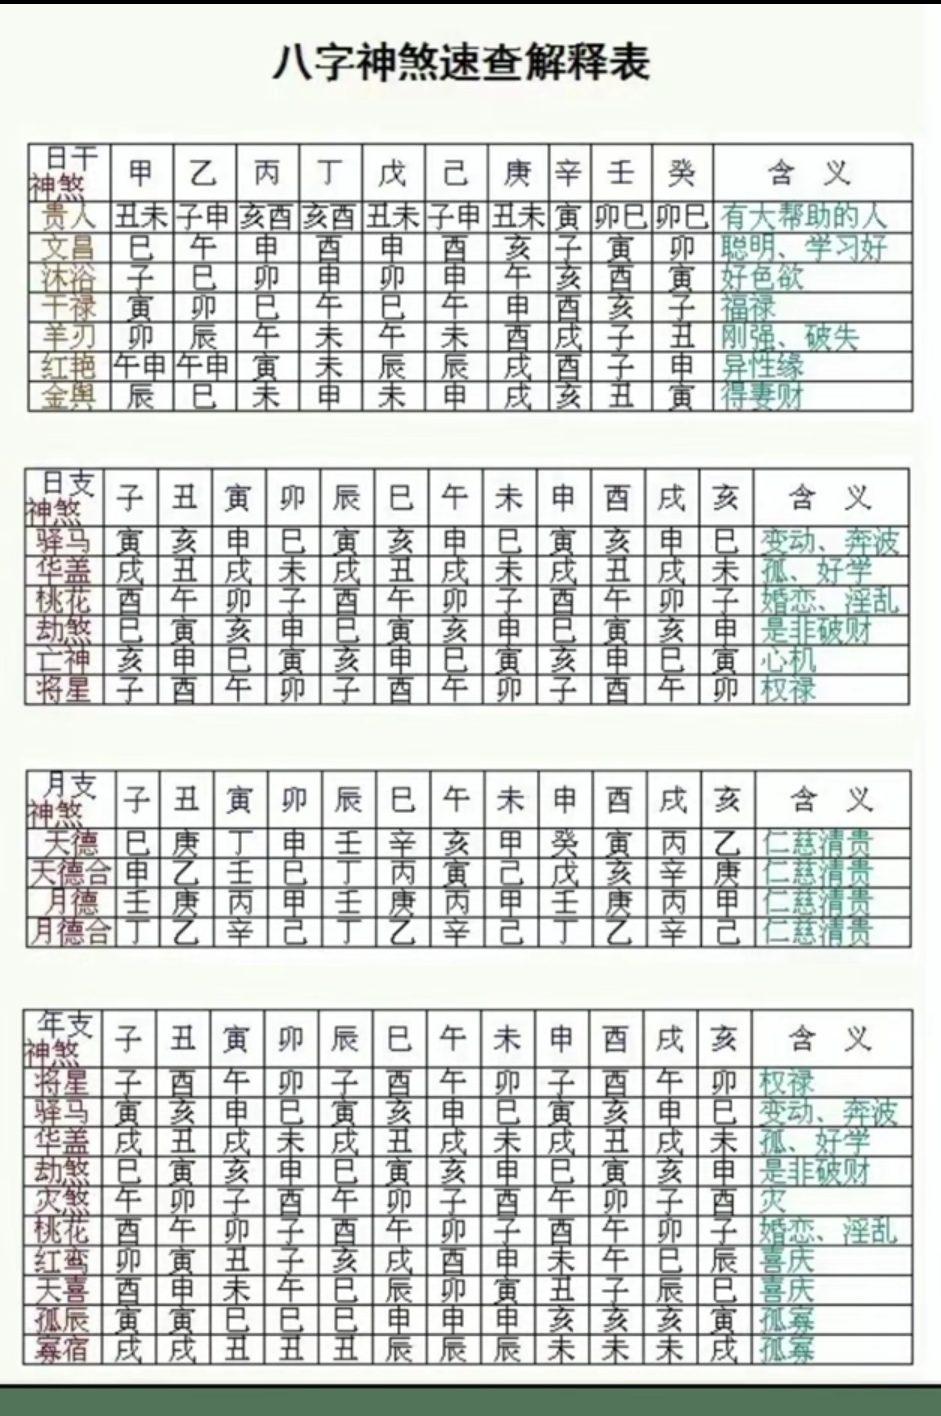 八字神煞速查解释表
日干 神煞 甲 乙 丙 丁 戊 己 庚 辛 壬 癸 含 义
贵人 丑未 子申 亥酉 亥酉 丑未 子申 丑未 寅 卯巳 卯巳 有大帮助的人
文昌 巳 午 申 酉 申 酉 亥 子 寅 卯 聪明、学习好
沐浴 子 巳 卯 申 卯 申 午 亥 酉 寅 好色欲
干禄 寅 卯 巳 午 巳 午 申 酉 亥 子 福禄
羊刃 卯 辰 午 未 午 未 酉 戌 子 丑 刚强、破失
红艳 午申 午申 寅 未 辰 辰 戌 酉 子 申 异性缘
金舆 辰 巳 未 申 未 申 戌 亥 丑 寅 得妻财
日支 神煞 子 丑 寅 卯 辰 巳 午 未 申 酉 戌 亥 含 义
驿马 寅 亥 申 巳 寅 亥 申 巳 寅 亥 申 巳 变动、奔波
华盖 戌 丑 戌 未 戌 丑 戌 未 戌 丑 戌 未 孤、好学
桃花 酉 午 卯 子 酉 午 卯 子 酉 午 卯 子 婚恋、淫乱
劫煞 巳 寅 亥 申 巳 寅 亥 申 巳 寅 亥 申 是非破财
亡神 亥 申 巳 寅 亥 申 巳 寅 亥 申 巳 寅 心机
将星 子 酉 午 卯 子 酉 午 卯 子 酉 午 卯 权禄
月支 神煞 子 丑 寅 卯 辰 巳 午 未 申 酉 戌 亥 含 义
天德 巳 庚 丁 申 壬 辛 亥 甲 癸 寅 丙 乙 仁慈清贵
天德合 申 乙 壬 巳 丁 丙 寅 己 戊 亥 辛 庚 仁慈清贵
月德 壬 庚 丙 甲 壬 庚 丙 甲 壬 庚 丙 甲 仁慈清贵
月德合 丁 乙 辛 己 丁 乙 辛 己 丁 乙 辛 己 仁慈清贵
年支 神煞 子 丑 寅 卯 辰 巳 午 未 申 酉 戌 亥 含 义
将星 子 酉 午 卯 子 酉 午 卯 子 酉 午 卯 权禄
驿马 寅 亥 申 巳 寅 亥 申 巳 寅 亥 申 巳 变动、奔波
华盖 戌 丑 戌 未 戌 丑 戌 未 戌 丑 戌 未 孤、好学
劫煞 巳 寅 亥 申 巳 寅 亥 申 巳 寅 亥 申 是非破财
灾煞 午 卯 子 酉 午 卯 子 酉 午 卯 子 酉 灾
桃花 酉 午 卯 子 酉 午 卯 子 酉 午 卯 子 婚恋、淫乱
红鸾 卯 寅 丑 子 亥 戌 酉 申 未 午 巳 辰 喜庆
天喜 酉 申 未 午 巳 辰 卯 寅 丑 子 辰 巳 喜庆
孤辰 寅 寅 巳 巳 巳 申 申 申 亥 亥 亥 寅 孤寡
寡宿 戌 戌 丑 丑 丑 辰 辰 辰 未 未 未 戌 孤寡